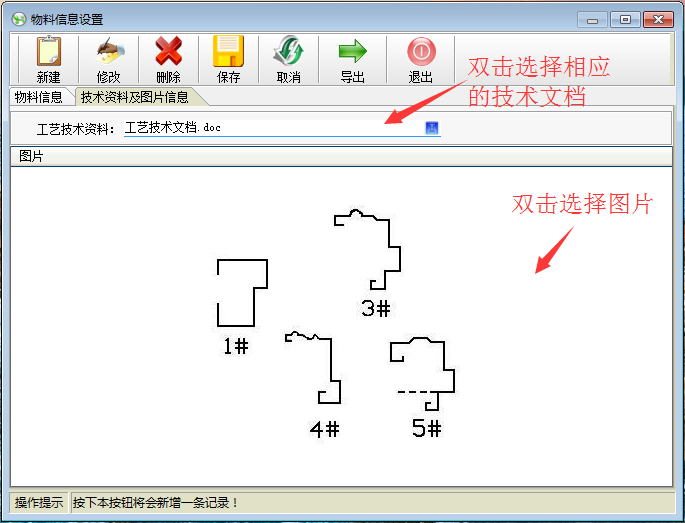 物料信息设置
新建 修改 删除 保存 取消 导出 退出
双击选择相应
的技术文档
物料信息 技术资料及图片信息
工艺技术资料: 工艺技术文档.doc
图片
双击选择图片
3#
1#
4#
5#
操作提示 按下本按钮将会新增一条记录！